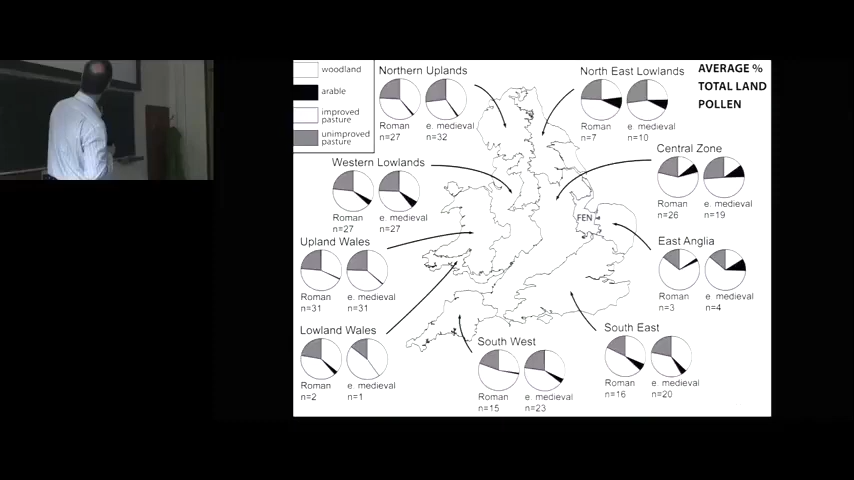 woodland
arable
improved
pasture
unimproved
pasture
AVERAGE %
TOTAL LAND
POLLEN
Northern Uplands
Roman
n=27
e. medieval
n=32
North East Lowlands
Roman
n=7
e. medieval
n=10
Western Lowlands
Roman
n=27
e. medieval
n=27
Central Zone
Roman
n=26
e. medieval
n=19
FEN
Upland Wales
Roman
n=31
e. medieval
n=31
East Anglia
Roman
n=3
e. medieval
n=4
Lowland Wales
Roman
n=2
e. medieval
n=1
South West
Roman
n=15
e. medieval
n=23
South East
Roman
n=16
e. medieval
n=20